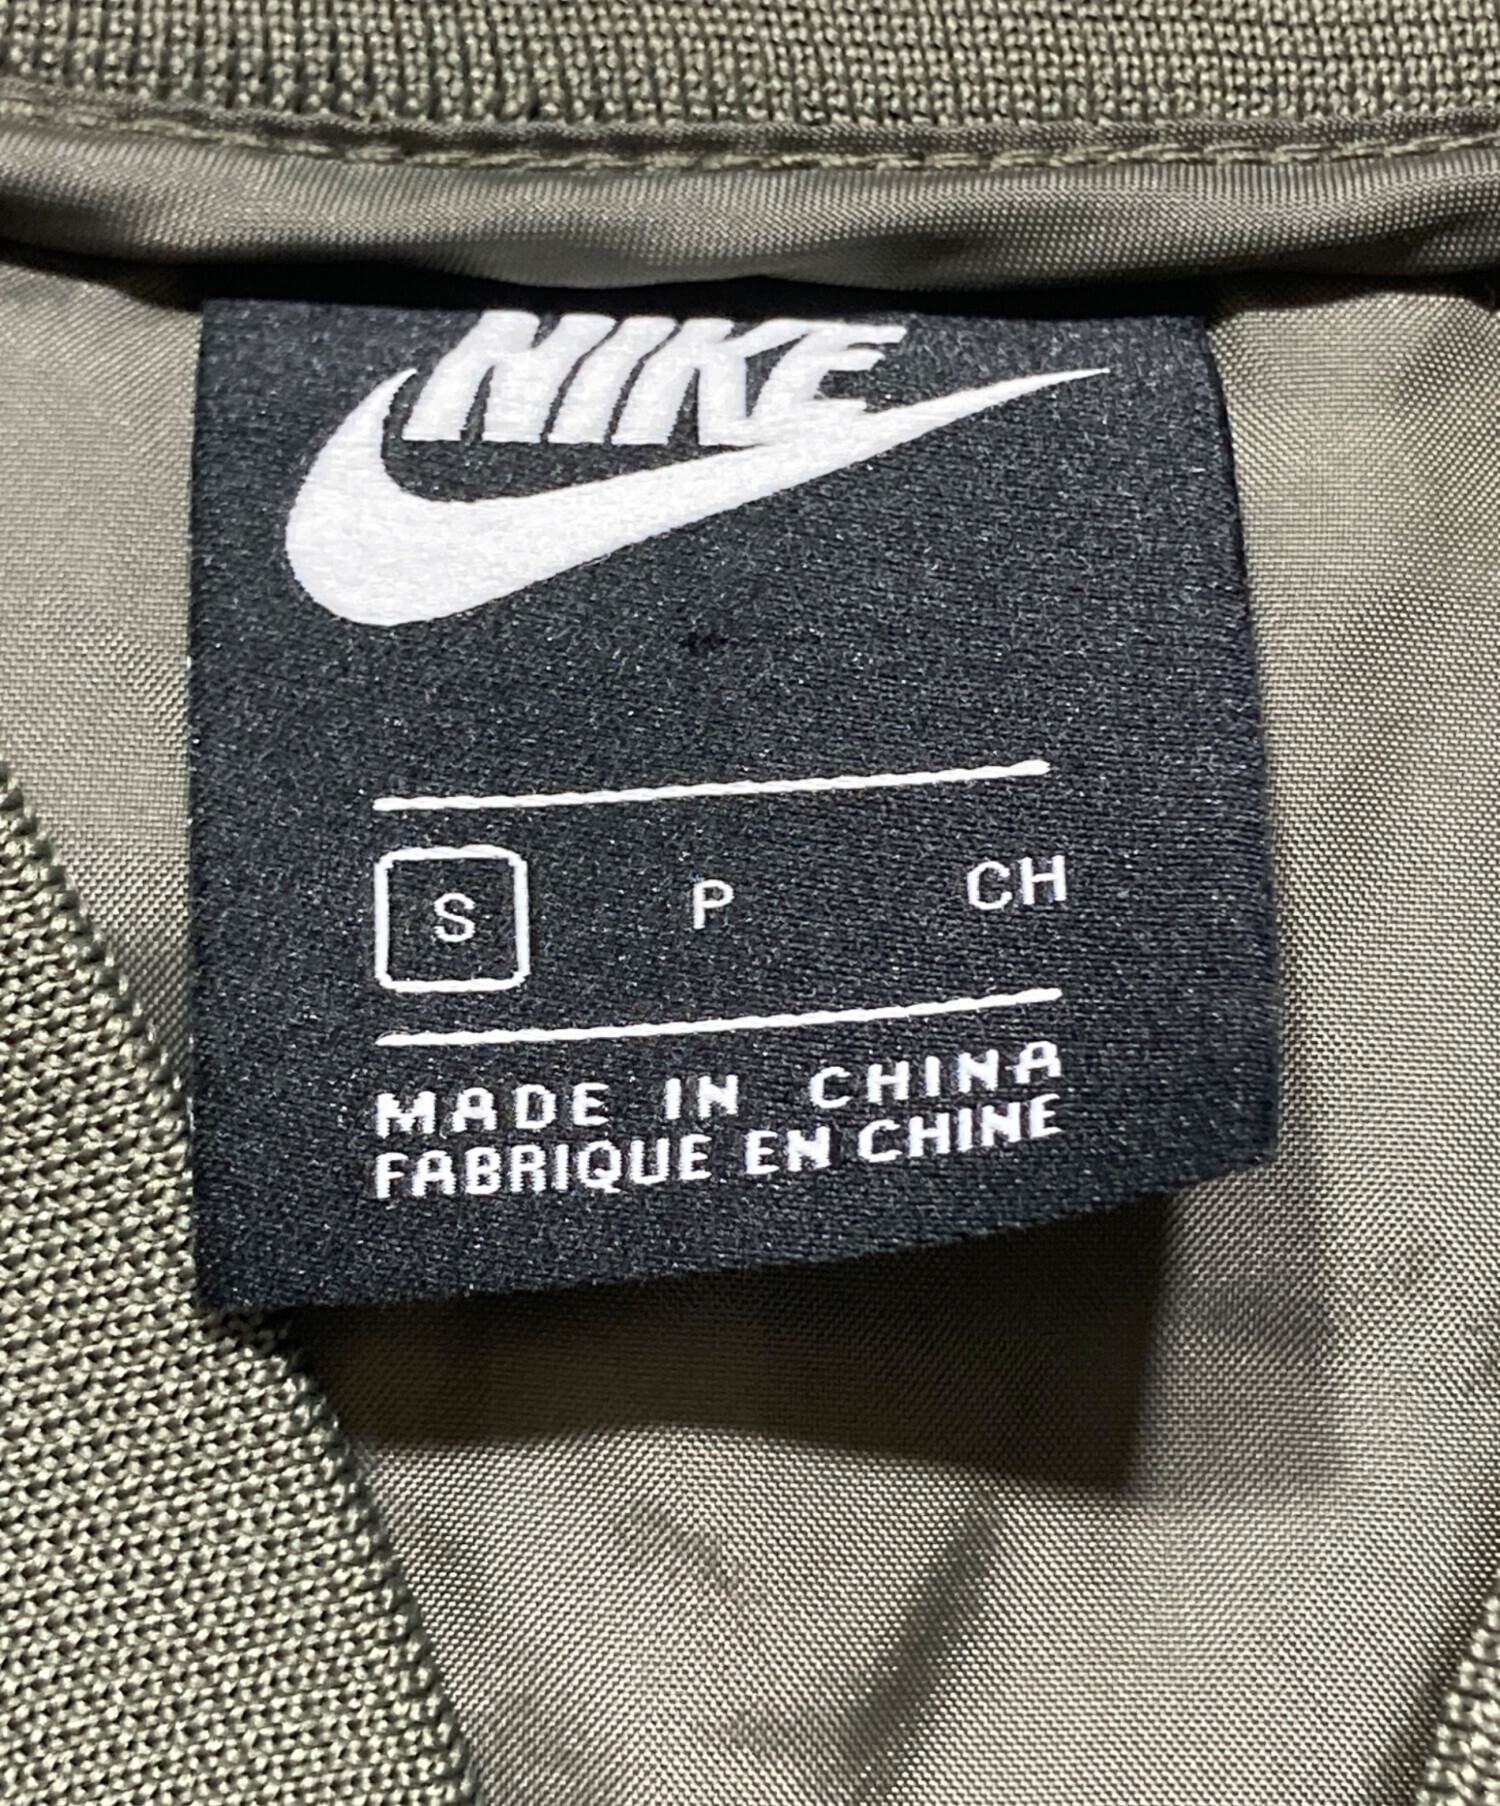 NIKE
S P CH
MADE IN CHINA
FABRIQUE EN CHINE